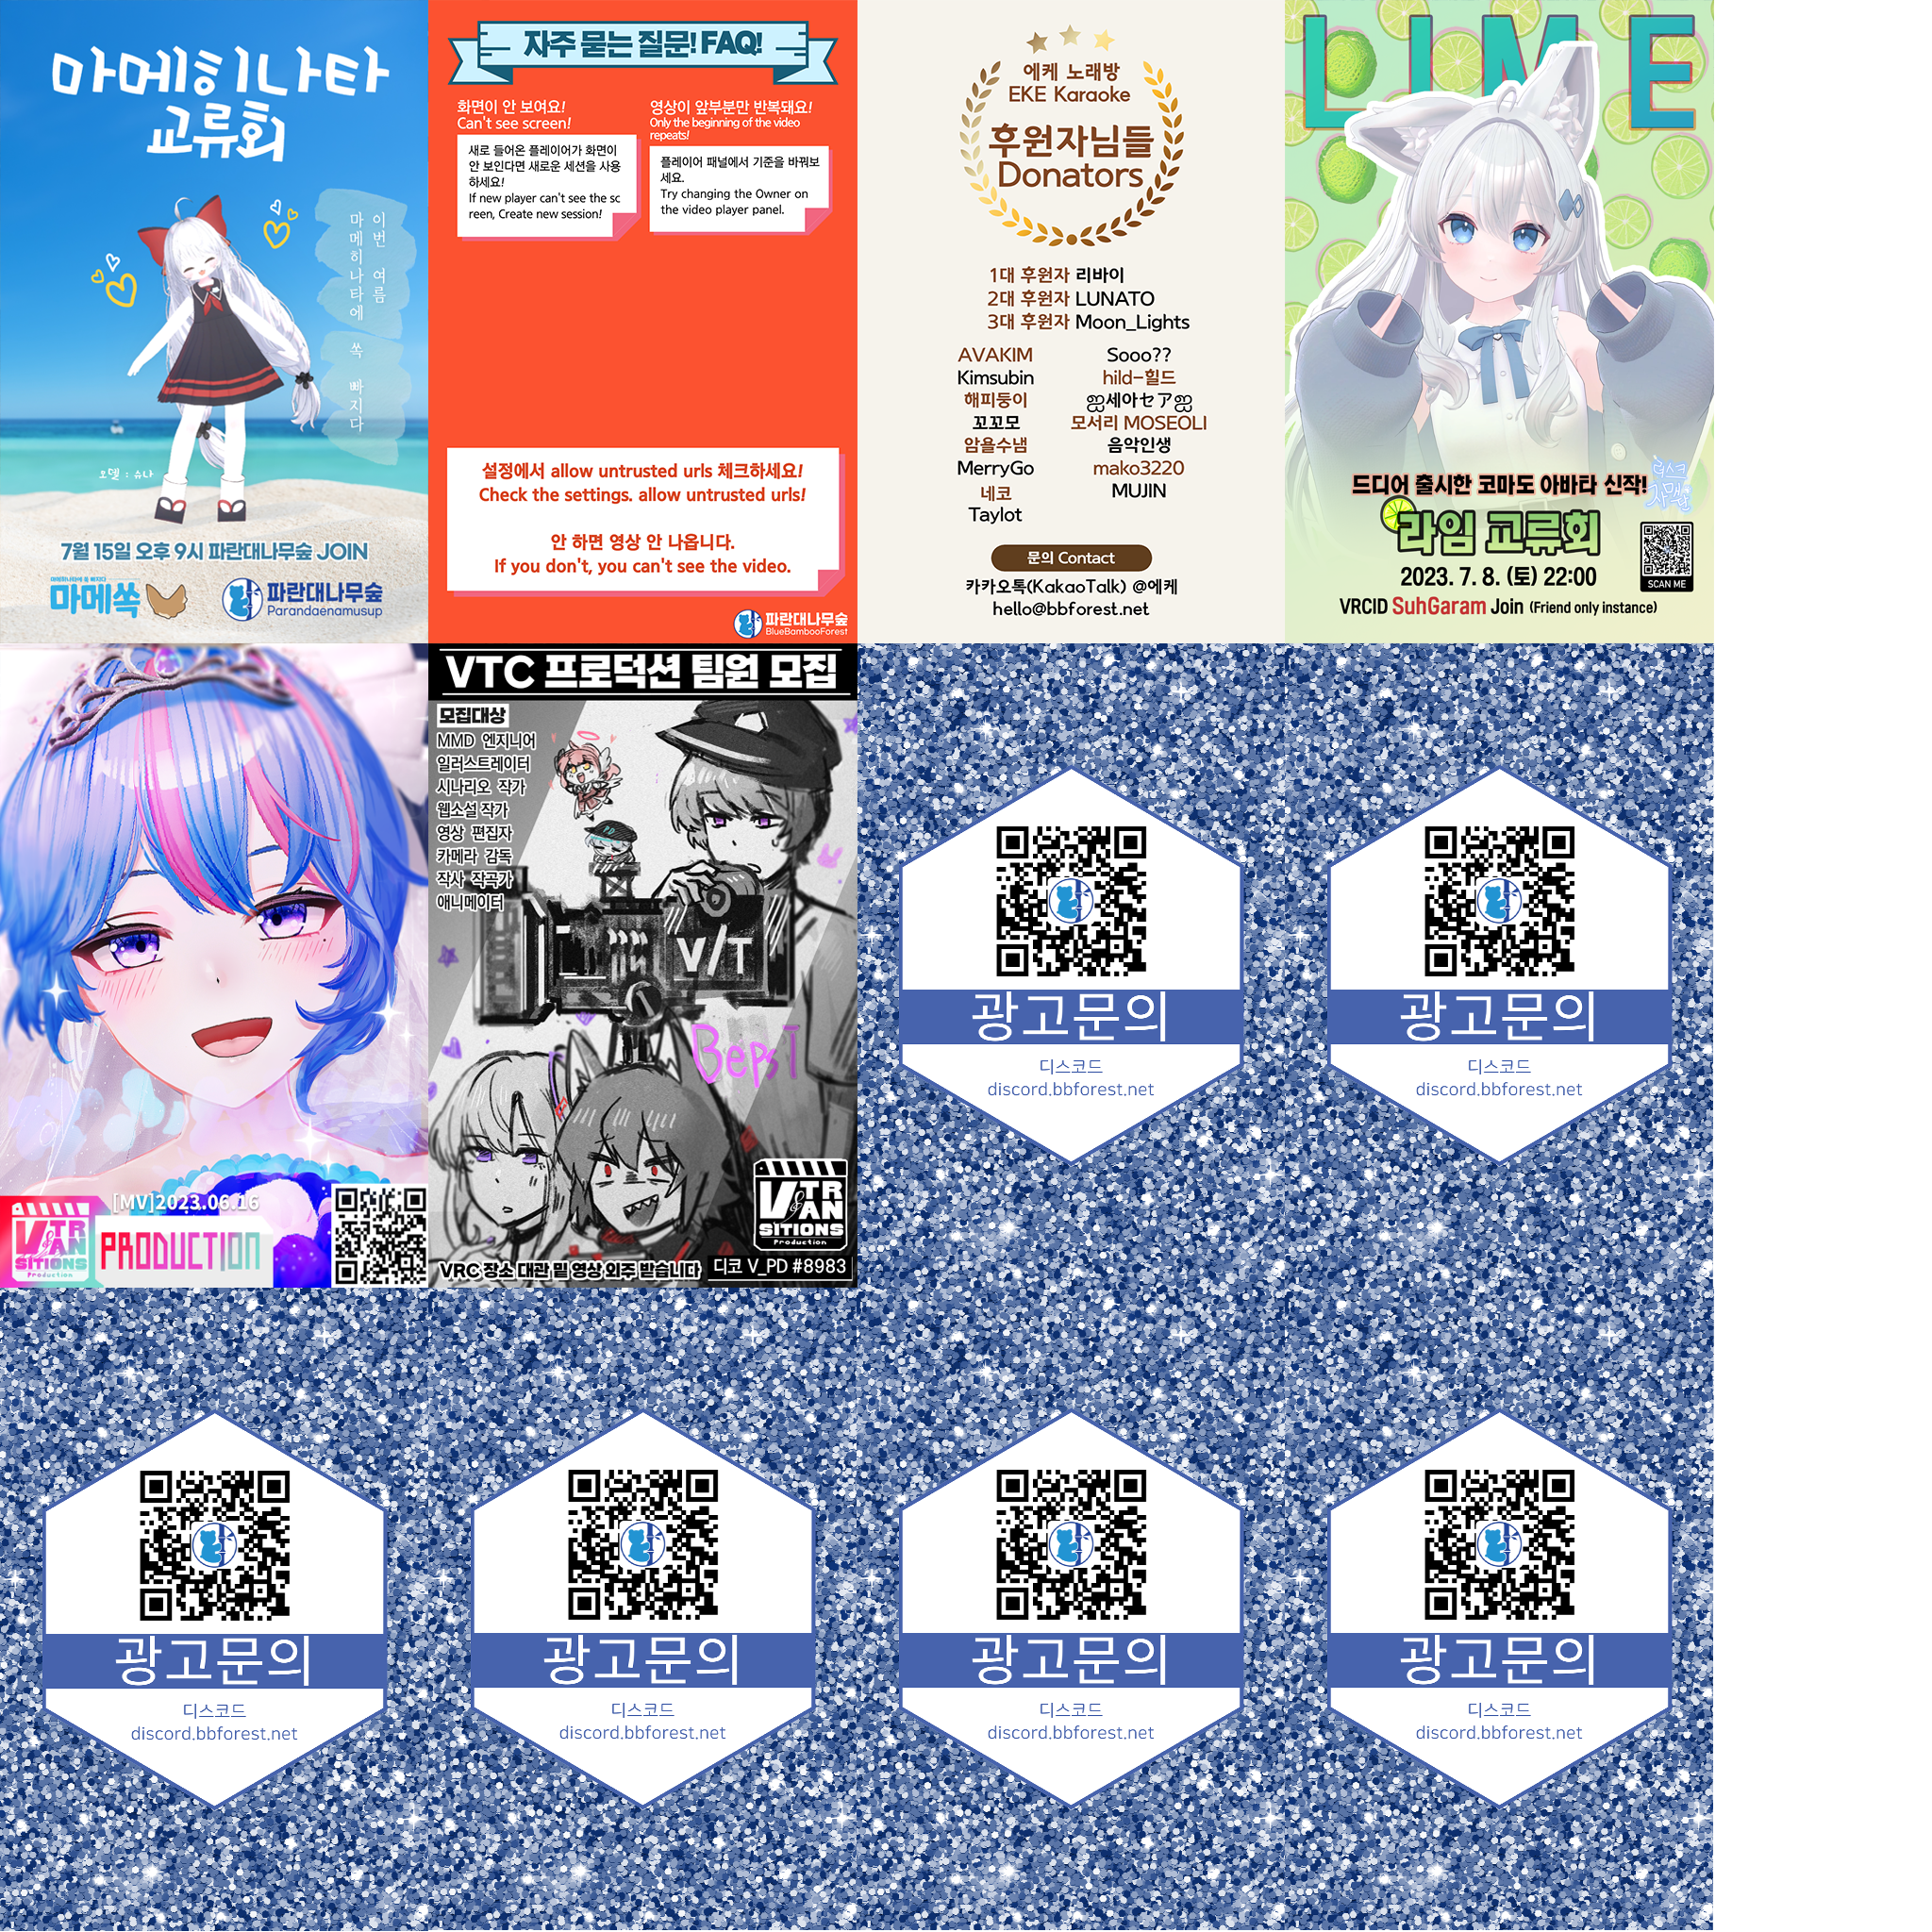 마메히나타
교류회
이번 여름
마메히나타에 쏙 빠지다
모델 : 슈나
7월 15일 오후 9시 파란대나무숲 JOIN
마메쏙
파란대나무숲
Parandaenamusup
자주 묻는 질문! FAQ!
화면이 안 보여요!
Can't see screen!
새로 들어온 플레이어가 화면이
안 보인다면 새로운 세션을 사용
하세요!
If new player can't see the sc
reen, Create new session!
영상이 앞부분만 반복돼요!
Only the beginning of the video
repeats!
플레이어 패널에서 기준을 바꿔보
세요.
Try changing the Owner on
the video player panel.
설정에서 allow untrusted urls 체크하세요!
Check the settings. allow untrusted urls!
안 하면 영상 안 나옵니다.
If you don't, you can't see the video.
파란대나무숲
BlueBambooForest
에케 노래방
EKE Karaoke
후원자님들
Donators
1대 후원자 리바이
2대 후원자 LUNATO
3대 후원자 Moon_Lights
AVAKIM
Kimsubin
해피둥이
꼬꼬모
암욜수냄
MerryGo
네코
Taylot
Sooo??
hild-힐드
ஐ세아セアஐ
모서리 MOSEOLI
음악인생
mako3220
MUJIN
문의 Contact
카카오톡(KakaoTalk) @에케
hello@bbforest.net
LIME
드디어 출시한 코마도 아바타 신작!
라임 교류회
2023. 7. 8. (토) 22:00
SCAN ME
VRCID SuhGaram Join (Friend only instance)
[MV]2023.06.16
V&TRANSITIONS
Production
PRODUCTION
VTC 프로덕션 팀원 모집
모집대상
MMD 엔지니어
일러스트레이터
시나리오 작가
웹소설 작가
영상 편집자
카메라 감독
작사 작곡가
애니메이터
PD
V/T
BepsI
V&TRANSITIONS
Production
VRC 장소 대관 밑 영상 외주 받습니다
디코 V_PD #8983
광고문의
디스코드
discord.bbforest.net
광고문의
디스코드
discord.bbforest.net
광고문의
디스코드
discord.bbforest.net
광고문의
디스코드
discord.bbforest.net
광고문의
디스코드
discord.bbforest.net
광고문의
디스코드
discord.bbforest.net